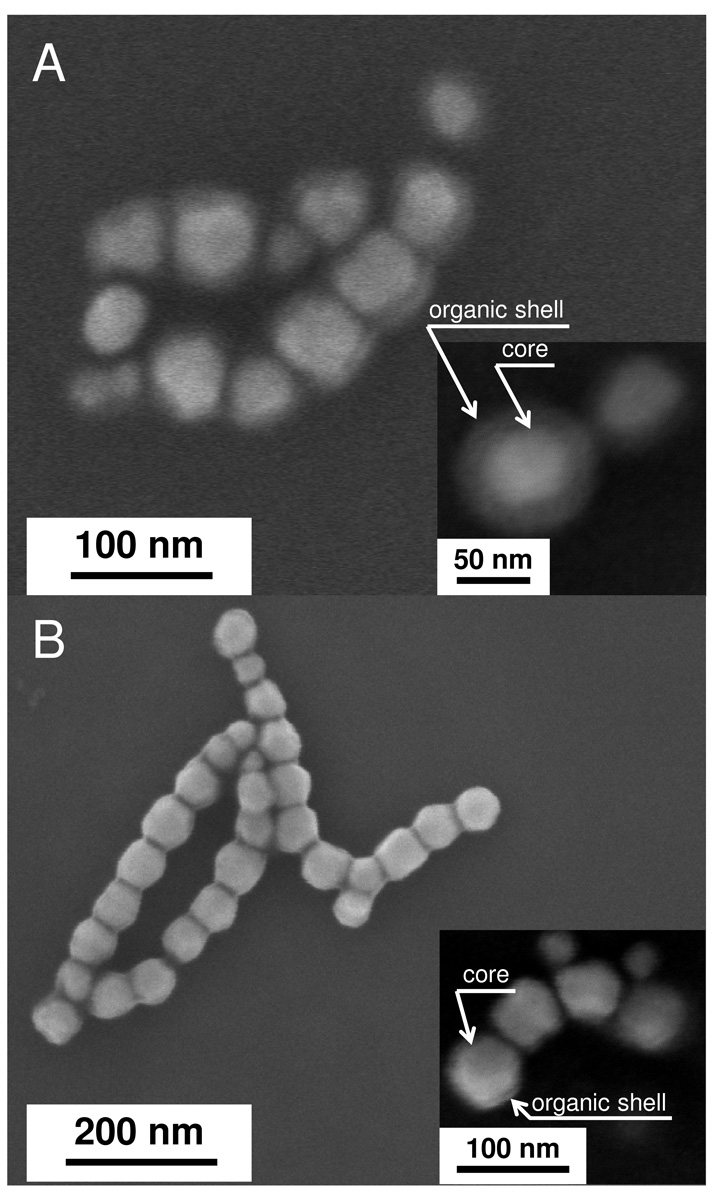 A
organic shell
core
100 nm
50 nm
B
core
organic shell
200 nm
100 nm